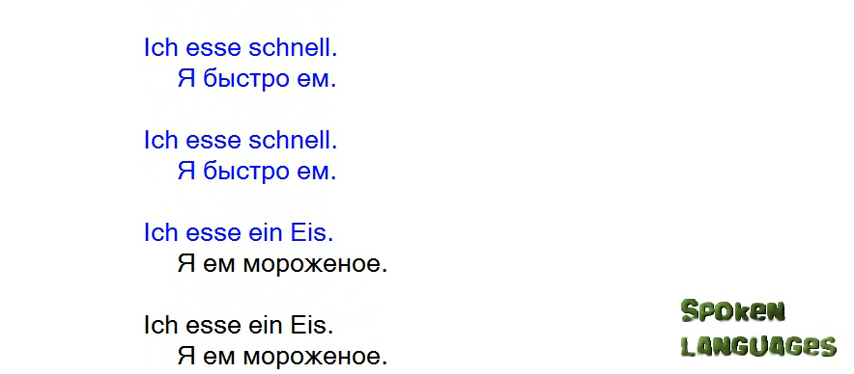 Ich esse schnell.
Я быстро ем.
Ich esse schnell.
Я быстро ем.
Ich esse ein Eis.
Я ем мороженое.
Ich esse ein Eis.
Я ем мороженое.
Spoken
Languages